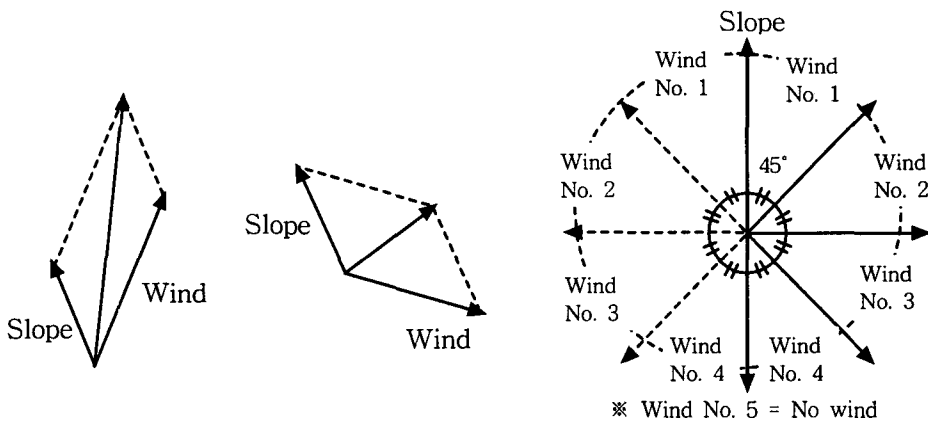 Slope
Wind
Slope
Wind
Slope
Wind
No. 1
Wind
No. 1
45°
Wind
No. 2
Wind
No. 2
Wind
No. 3
Wind
No. 3
Wind
No. 4
Wind
No. 4
※ Wind No. 5 = No wind